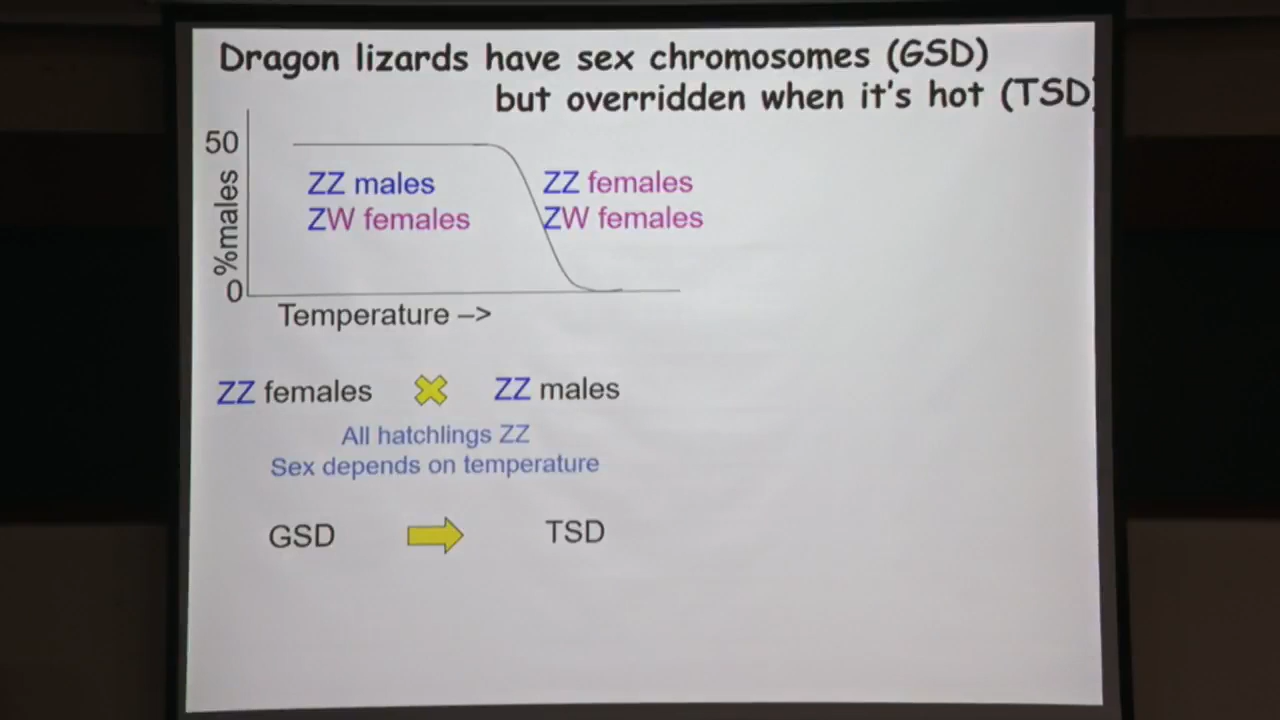 Dragon lizards have sex chromosomes (GSD)
but overridden when it's hot (TSD)
50
%males
0
ZZ males
ZW females
ZZ females
ZW females
Temperature –>
ZZ females
ZZ males
All hatchlings ZZ
Sex depends on temperature
GSD
TSD